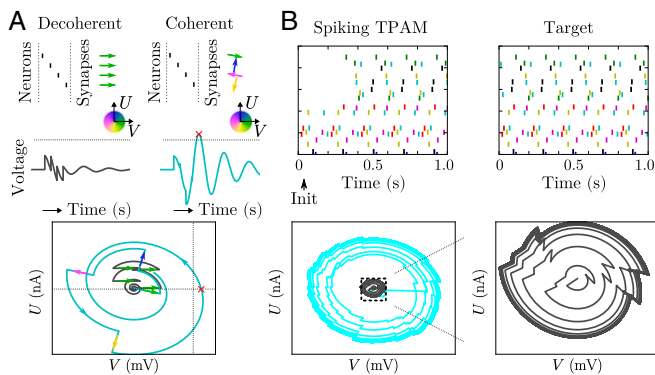 A
Decoherent
Coherent
Neurons
Synapses
Neurons
Synapses
U
V
U
V
Voltage
Time (s)
Time (s)
U (nA)
V (mV)
B
Spiking TPAM
Target
0
0.5
1.0
Time (s)
Init
0
0.5
1.0
Time (s)
U (nA)
V (mV)
U (nA)
V (mV)